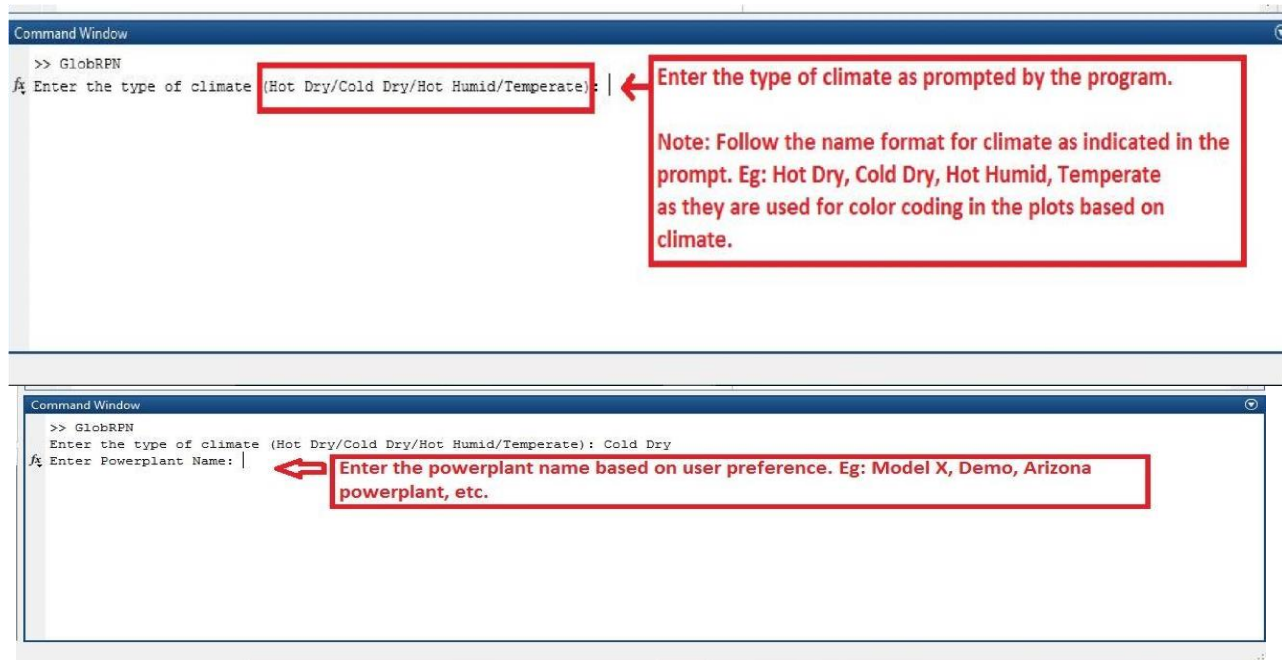 Command Window
>> GlobRPN
fx Enter the type of climate (Hot Dry/Cold Dry/Hot Humid/Temperate):
Enter the type of climate as prompted by the program.
Note: Follow the name format for climate as indicated in the
prompt. Eg: Hot Dry, Cold Dry, Hot Humid, Temperate
as they are used for color coding in the plots based on
climate.
Command Window
>> GlobRPN
Enter the type of climate (Hot Dry/Cold Dry/Hot Humid/Temperate): Cold Dry
fx Enter Powerplant Name:
Enter the powerplant name based on user preference. Eg: Model X, Demo, Arizona
powerplant, etc.